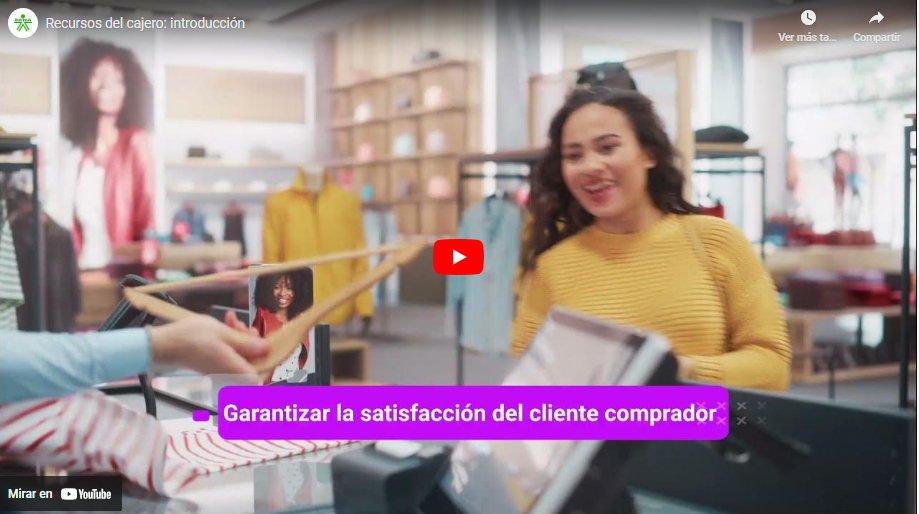 Recursos del cajero: introducción
Ver más ta...
Compartir
Garantizar la satisfacción del cliente comprador
Mirar en YouTube